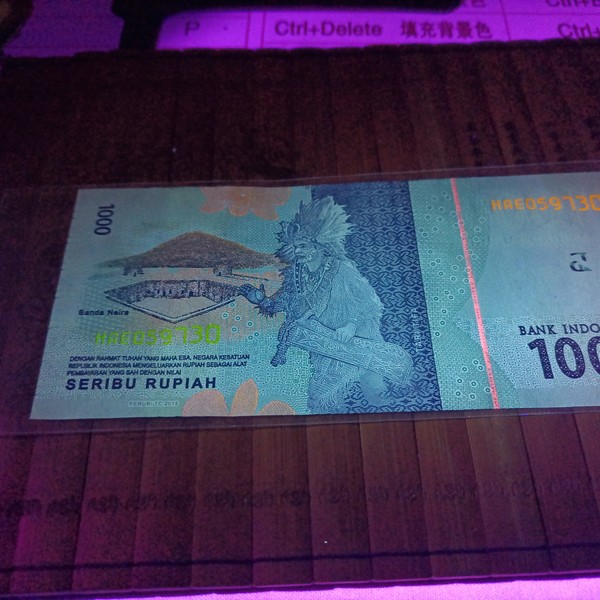 P
Ctrl+Delete
填充背景色
Ctrl+
1000
HAE059730
Banda Neira
HAE059730
DENGAN RAHMAT TUHAN YANG MAHA ESA, NEGARA KESATUAN
REPUBLIK INDONESIA MENGELUARKAN RUPIAH SEBAGAI ALAT
PEMBAYARAN YANG SAH DENGAN NILAI
SERIBU RUPIAH
BANK INDO
100